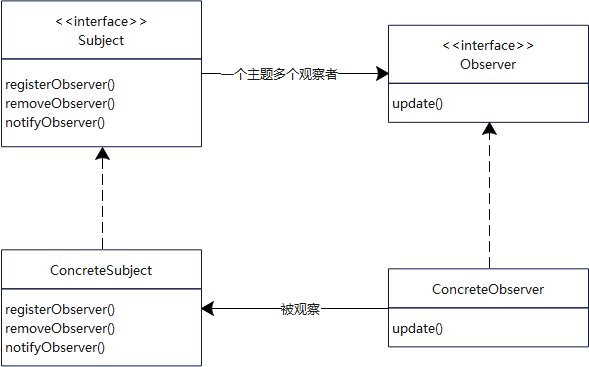 <<interface>>
Subject
registerObserver()
removeObserver()
notifyObserver()
一个主题多个观察者
<<interface>>
Observer
update()
ConcreteSubject
registerObserver()
removeObserver()
notifyObserver()
被观察
ConcreteObserver
update()